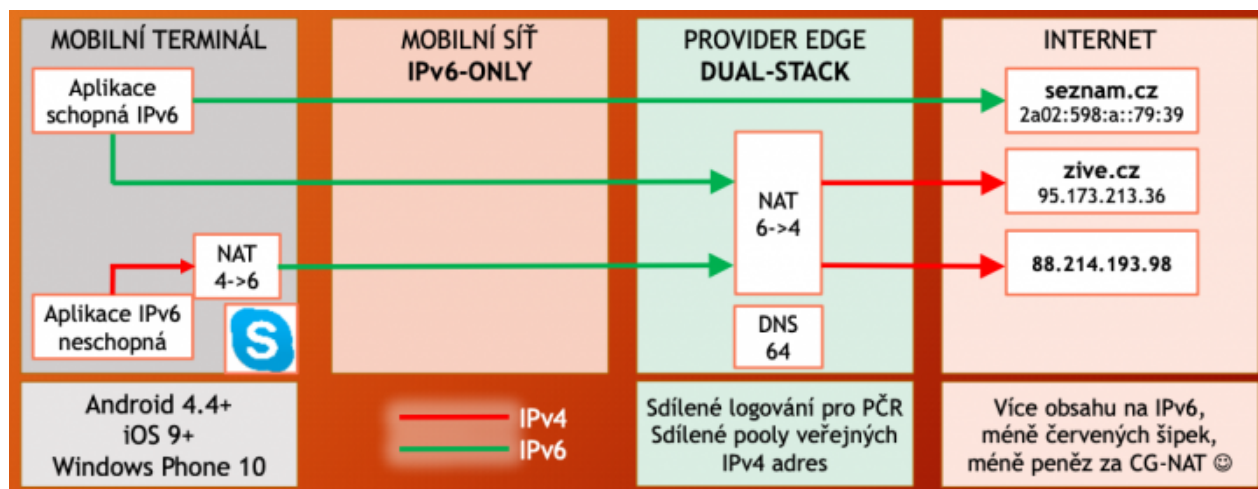 MOBILNÍ TERMINÁL
Aplikace
schopná IPv6
NAT
4->6
Aplikace IPv6
neschopná
S
Android 4.4+
iOS 9+
Windows Phone 10
MOBILNÍ SÍŤ
IPv6-ONLY
IPv4
IPv6
PROVIDER EDGE
DUAL-STACK
NAT
6->4
DNS
64
Sdílené logování pro PČR
Sdílené pooly veřejných
IPv4 adres
INTERNET
seznam.cz
2a02:598:a::79:39
zive.cz
95.173.213.36
88.214.193.98
Více obsahu na IPv6,
méně červených šipek,
méně peněz za CG-NAT ☺